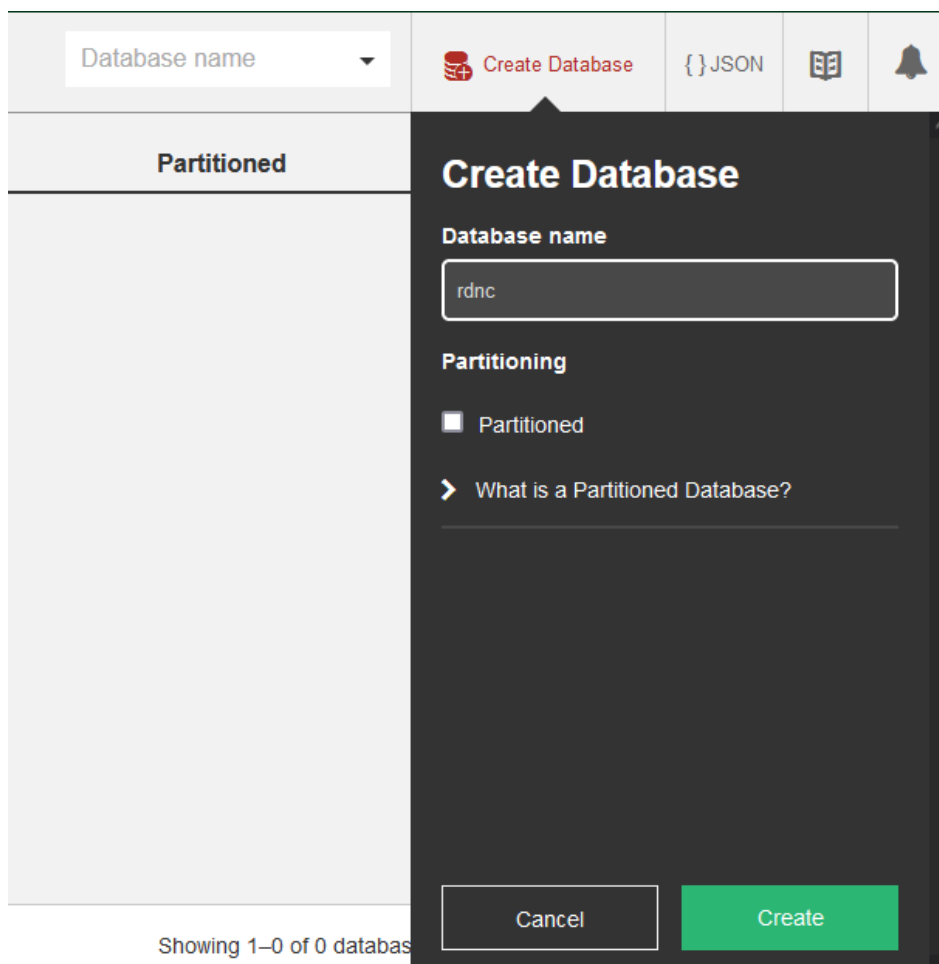 Database name
Create Database
{ } JSON
Partitioned
Create Database
Database name
rdnc
Partitioning
Partitioned
What is a Partitioned Database?
Cancel
Create
Showing 1–0 of 0 databas